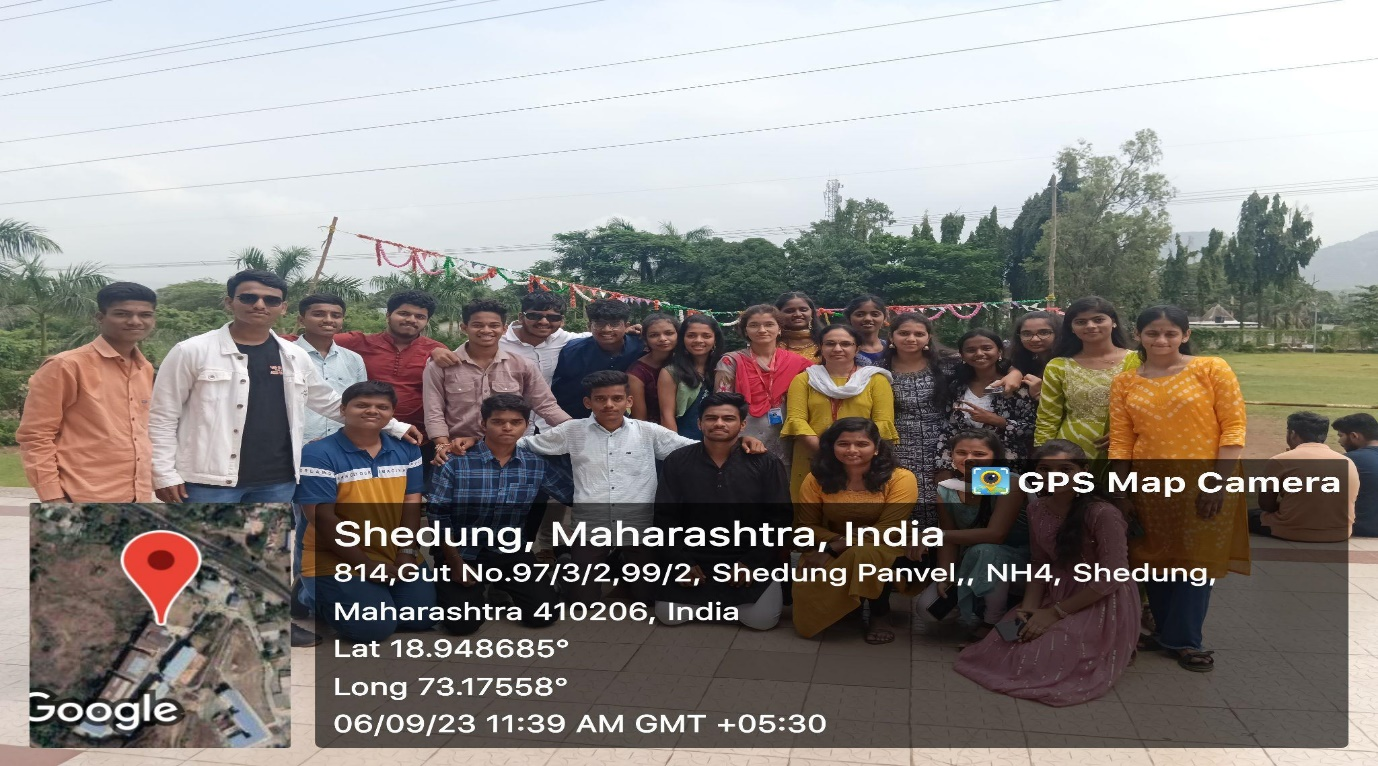 GPS Map Camera
Shedung, Maharashtra, India
814,Gut No.97/3/2,99/2, Shedung Panvel,, NH4, Shedung,
Maharashtra 410206, India
Lat 18.948685°
Long 73.17558°
06/09/23 11:39 AM GMT +05:30
Google